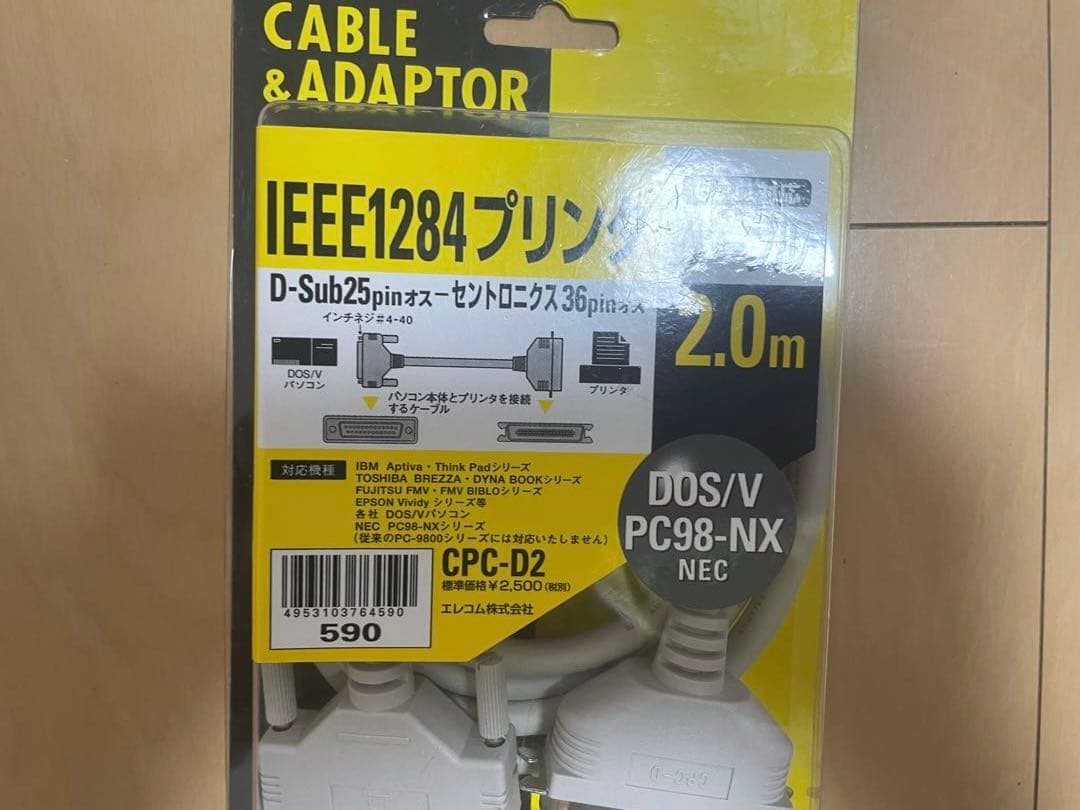 CABLE
& ADAPTOR
IEEE1284プリンタ
D-Sub25pinオス-セントロニクス36pinオス
2.0m
インチネジ#4-40
DOS/V
パソコン
プリンタ
パソコン本体とプリンタを接続
するケーブル
対応機種
IBM Aptiva・Think Padシリーズ
TOSHIBA BREZZA・DYNA BOOKシリーズ
FUJITSU FMV・FMV BIBLOシリーズ
EPSON Vividy シリーズ等
各社 DOS/Vパソコン
NEC PC98-NXシリーズ
(従来のPC-9800シリーズには対応いたしません)
DOS/V
PC98-NX
NEC
CPC-D2
標準価格¥2,500(税別)
エレコム株式会社
4953103764590
590
CPC-D